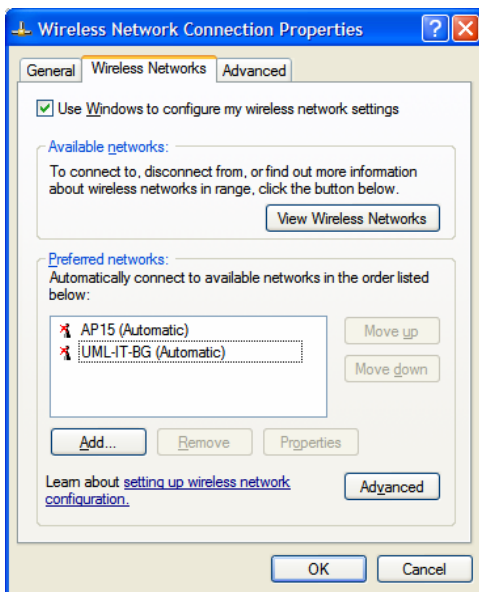 Wireless Network Connection Properties
General Wireless Networks Advanced
Use Windows to configure my wireless network settings
Available networks:
To connect to, disconnect from, or find out more information
about wireless networks in range, click the button below.
View Wireless Networks
Preferred networks:
Automatically connect to available networks in the order listed
below:
AP15 (Automatic)
UML-IT-BG (Automatic)
Move up
Move down
Add... Remove Properties
Learn about setting up wireless network
configuration.
Advanced
OK Cancel